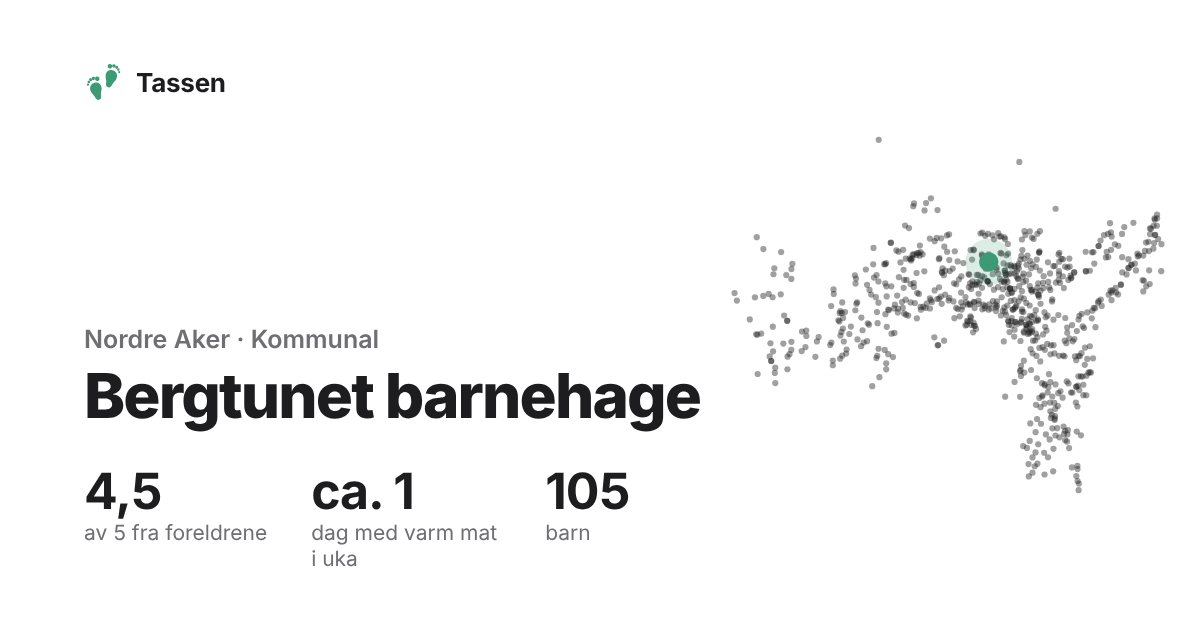 Tassen
Nordre Aker · Kommunal
Bergtunet barnehage
4,5
av 5 fra foreldrene
ca. 1
dag med varm mat
i uka
105
barn